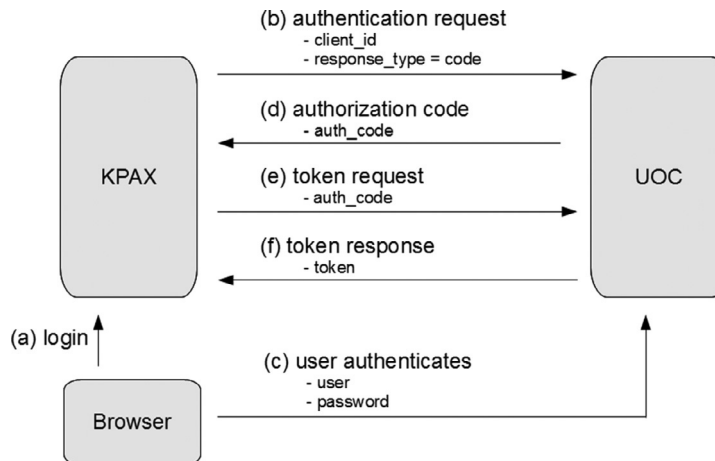 (b) authentication request
- client_id
- response_type = code
(d) authorization code
- auth_code
KPAX
UOC
(e) token request
- auth_code
(f) token response
- token
(a) login
(c) user authenticates
- user
- password
Browser